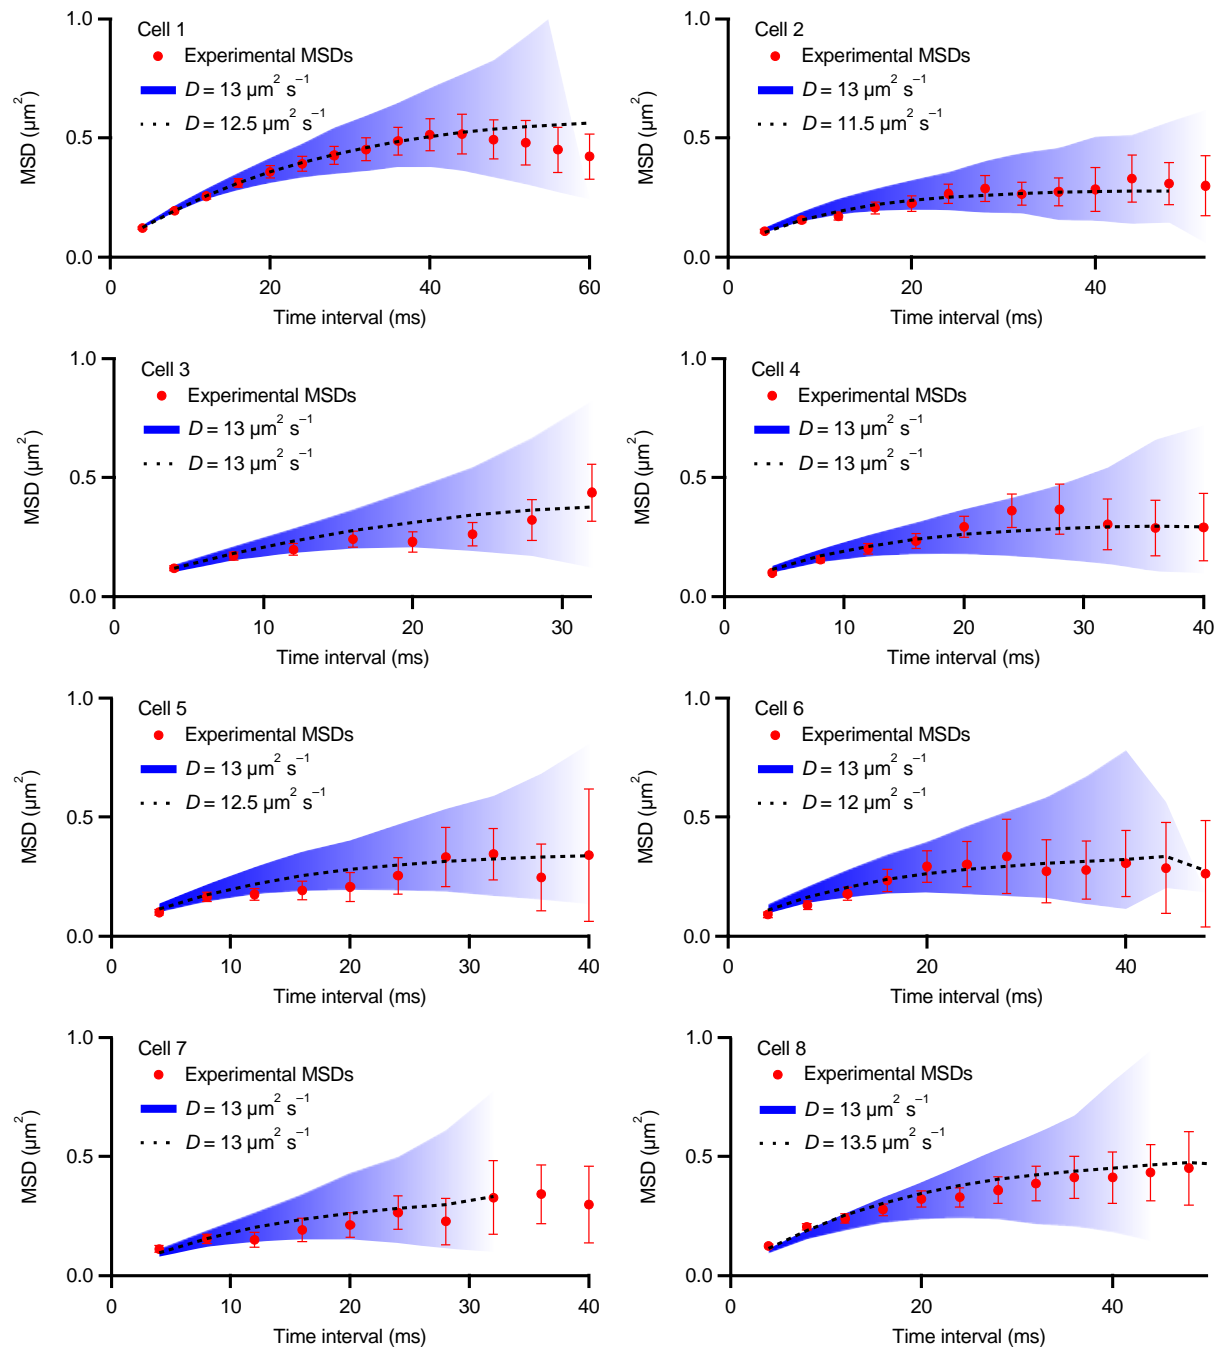 Cell 1
Experimental MSDs
D = 13 µm² s⁻¹
D = 12.5 µm² s⁻¹
MSD (µm²)
1.0
0.5
0.0
0 20 40 60
Time interval (ms)
Cell 2
Experimental MSDs
D = 13 µm² s⁻¹
D = 11.5 µm² s⁻¹
MSD (µm²)
1.0
0.5
0.0
0 20 40
Time interval (ms)
Cell 3
Experimental MSDs
D = 13 µm² s⁻¹
D = 13 µm² s⁻¹
MSD (µm²)
1.0
0.5
0.0
0 10 20 30
Time interval (ms)
Cell 4
Experimental MSDs
D = 13 µm² s⁻¹
D = 13 µm² s⁻¹
MSD (µm²)
1.0
0.5
0.0
0 10 20 30 40
Time interval (ms)
Cell 5
Experimental MSDs
D = 13 µm² s⁻¹
D = 12.5 µm² s⁻¹
MSD (µm²)
1.0
0.5
0.0
0 10 20 30 40
Time interval (ms)
Cell 6
Experimental MSDs
D = 13 µm² s⁻¹
D = 12 µm² s⁻¹
MSD (µm²)
1.0
0.5
0.0
0 20 40
Time interval (ms)
Cell 7
Experimental MSDs
D = 13 µm² s⁻¹
D = 13 µm² s⁻¹
MSD (µm²)
1.0
0.5
0.0
0 10 20 30 40
Time interval (ms)
Cell 8
Experimental MSDs
D = 13 µm² s⁻¹
D = 13.5 µm² s⁻¹
MSD (µm²)
1.0
0.5
0.0
0 20 40
Time interval (ms)